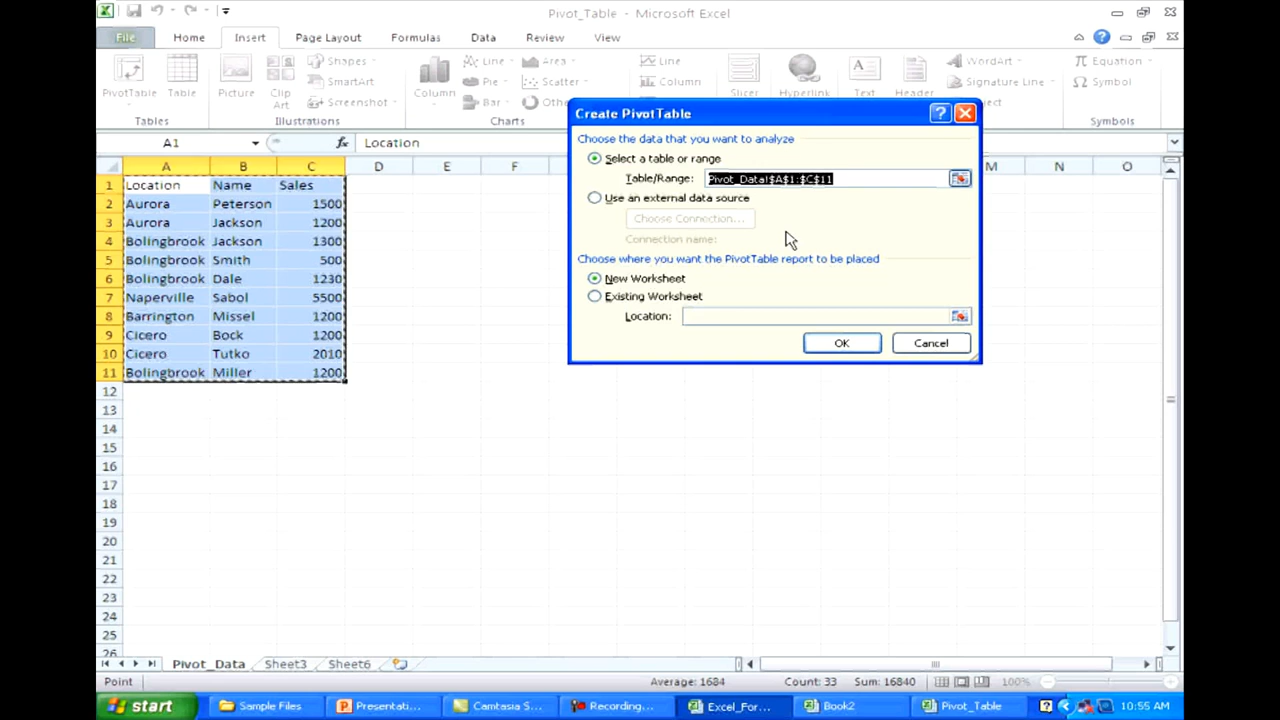 Pivot_Table - Microsoft Excel
File Home Insert Page Layout Formulas Data Review View
PivotTable Table Picture Clip Art Shapes SmartArt Screenshot Column Line Pie Bar Area Scatter Line Column Slicer Hyperlink Text Header WordArt Signature Line Equation Symbol
Tables Illustrations Charts Symbols
A1 fx Location
A B C D E F M N O
1 Location Name Sales
2 Aurora Peterson 1500
3 Aurora Jackson 1200
4 Bolingbrook Jackson 1300
5 Bolingbrook Smith 500
6 Bolingbrook Dale 1230
7 Naperville Sabol 5500
8 Barrington Missel 1200
9 Cicero Bock 1200
10 Cicero Tutko 2010
11 Bolingbrook Miller 1200
12
13
14
15
16
17
18
19
20
21
22
23
24
25
26
Create PivotTable
Choose the data that you want to analyze
Select a table or range
Table/Range: Pivot_Data!$A$1:$C$11
Use an external data source
Choose Connection...
Connection name:
Choose where you want the PivotTable report to be placed
New Worksheet
Existing Worksheet
Location:
OK Cancel
Pivot_Data Sheet3 Sheet6
Point Average: 1684 Count: 33 Sum: 16840 100%
start Sample Files Presentati... Camtasia S... Recording... Excel_For... Book2 Pivot_Table 10:55 AM